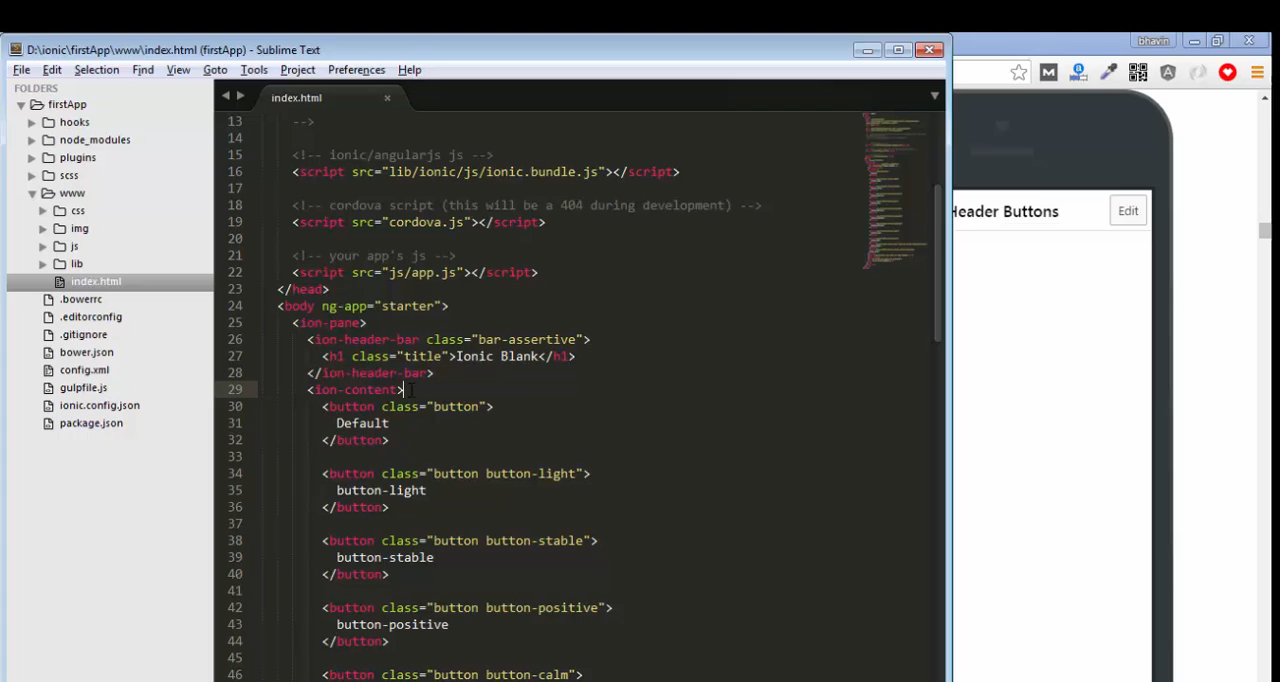 D:\ionic\firstApp\www\index.html (firstApp) - Sublime Text
bhavin
File Edit Selection Find View Goto Tools Project Preferences Help
FOLDERS
firstApp
hooks
node_modules
plugins
scss
www
css
img
js
lib
index.html
.bowerrc
.editorconfig
.gitignore
bower.json
config.xml
gulpfile.js
ionic.config.json
package.json
index.html
13 -->
14
15 <!-- ionic/angularjs js -->
16 <script src="lib/ionic/js/ionic.bundle.js"></script>
17
18 <!-- cordova script (this will be a 404 during development) -->
19 <script src="cordova.js"></script>
20
21 <!-- your app's js -->
22 <script src="js/app.js"></script>
23 </head>
24 <body ng-app="starter">
25 <ion-pane>
26 <ion-header-bar class="bar-assertive">
27 <h1 class="title">Ionic Blank</h1>
28 </ion-header-bar>
29 <ion-content>
30 <button class="button">
31 Default
32 </button>
33
34 <button class="button button-light">
35 button-light
36 </button>
37
38 <button class="button button-stable">
39 button-stable
40 </button>
41
42 <button class="button button-positive">
43 button-positive
44 </button>
45
46 <button class="button button-calm">
M
A
Header Buttons
Edit